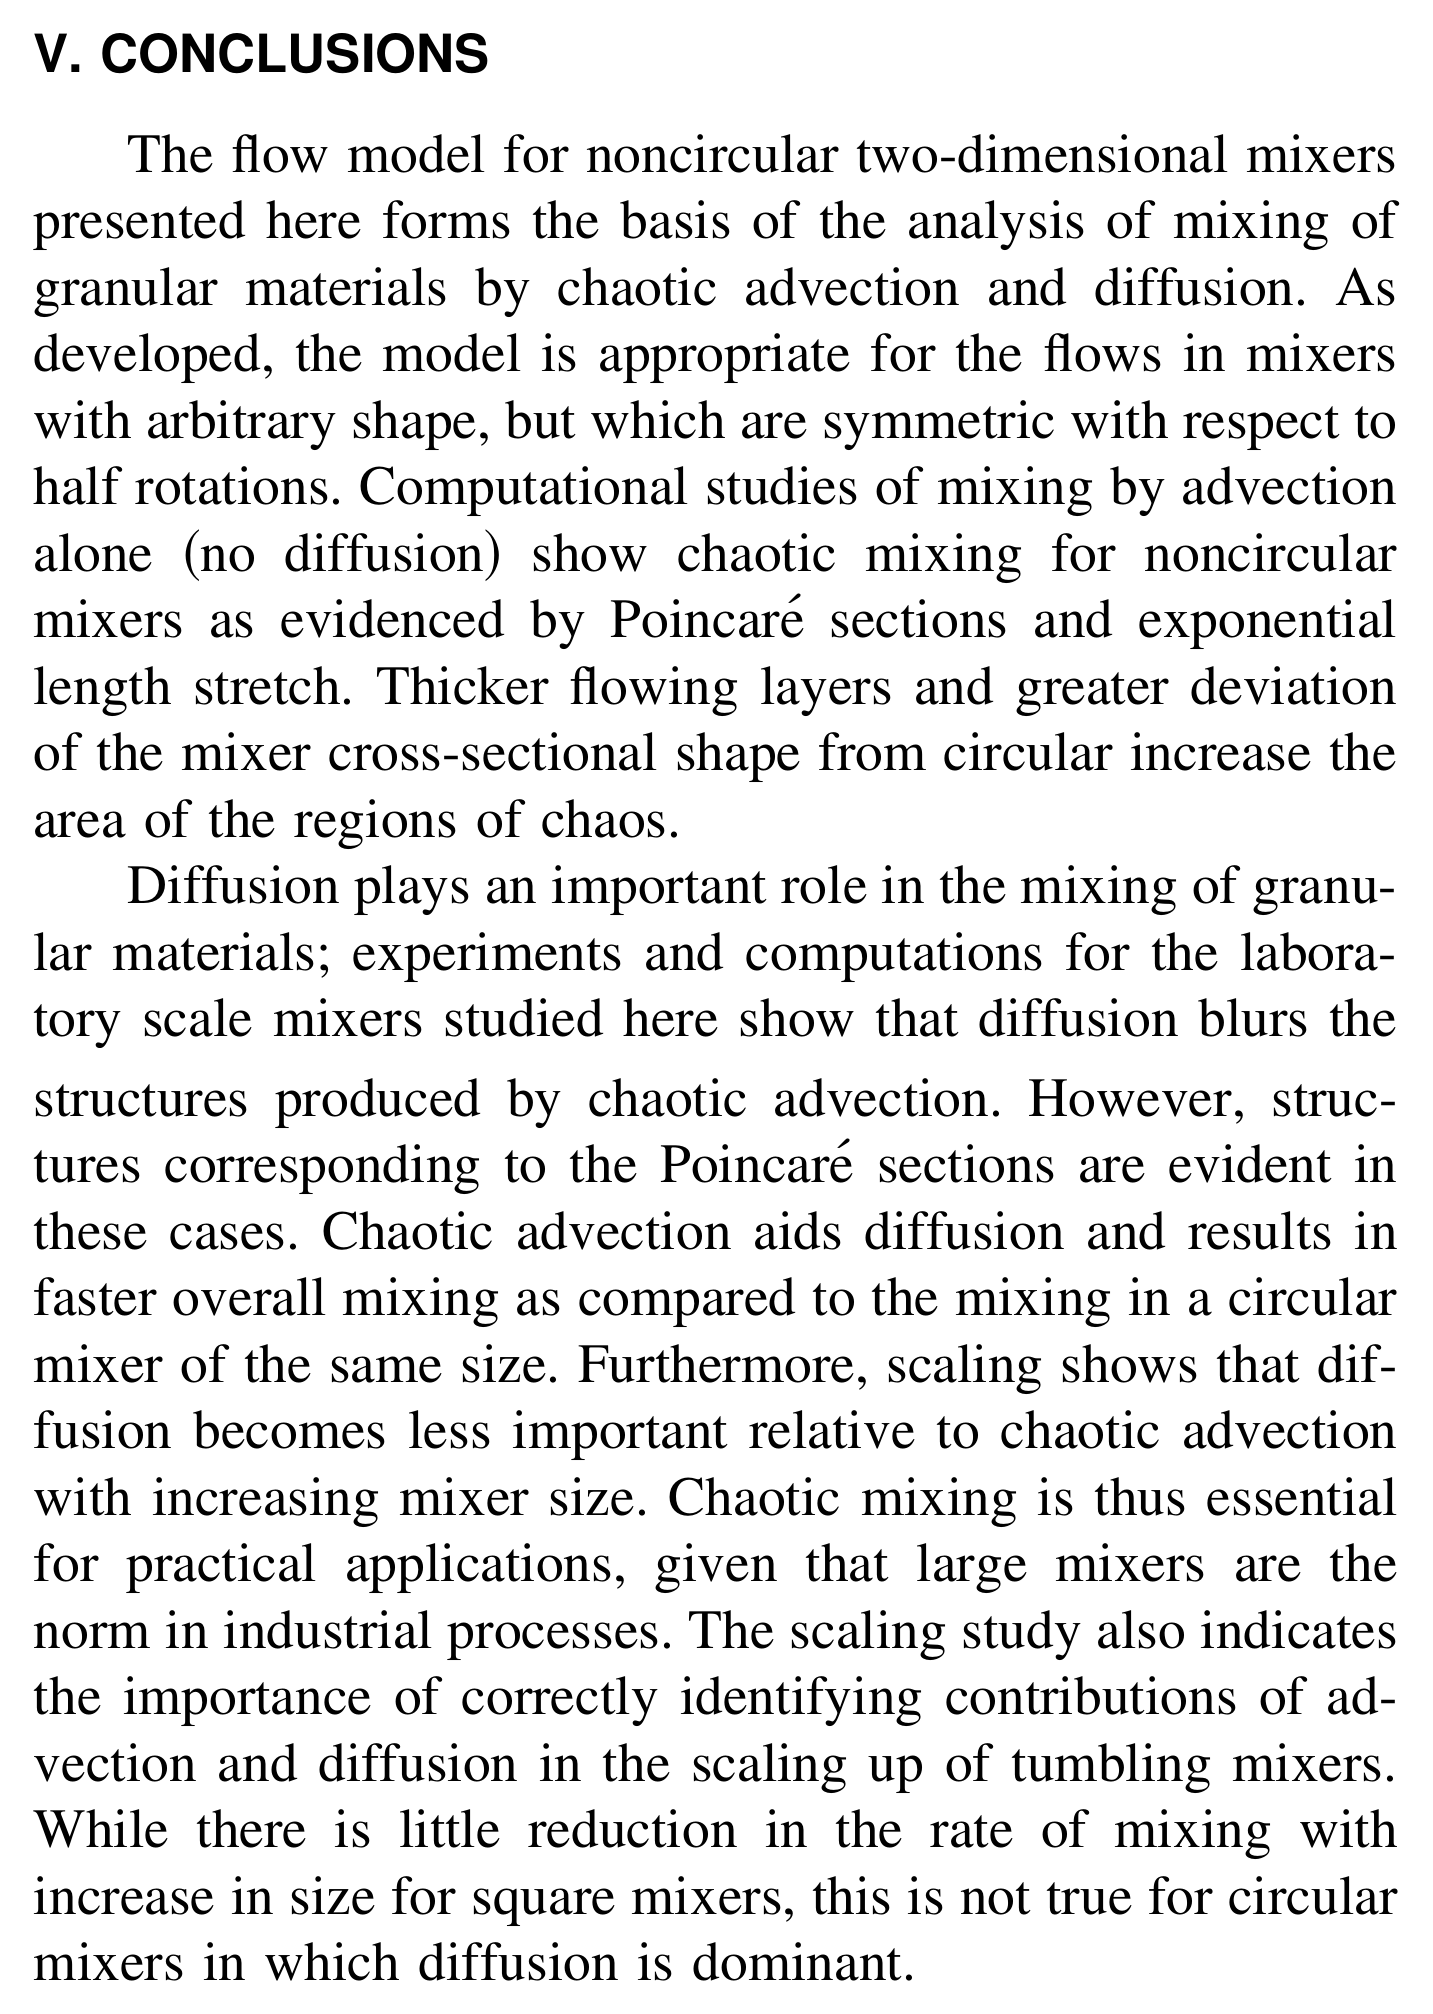 V. CONCLUSIONS
The flow model for noncircular two-dimensional mixers
presented here forms the basis of the analysis of mixing of
granular materials by chaotic advection and diffusion. As
developed, the model is appropriate for the flows in mixers
with arbitrary shape, but which are symmetric with respect to
half rotations. Computational studies of mixing by advection
alone (no diffusion) show chaotic mixing for noncircular
mixers as evidenced by Poincaré sections and exponential
length stretch. Thicker flowing layers and greater deviation
of the mixer cross-sectional shape from circular increase the
area of the regions of chaos.
Diffusion plays an important role in the mixing of granu-
lar materials; experiments and computations for the labora-
tory scale mixers studied here show that diffusion blurs the
structures produced by chaotic advection. However, struc-
tures corresponding to the Poincaré sections are evident in
these cases. Chaotic advection aids diffusion and results in
faster overall mixing as compared to the mixing in a circular
mixer of the same size. Furthermore, scaling shows that dif-
fusion becomes less important relative to chaotic advection
with increasing mixer size. Chaotic mixing is thus essential
for practical applications, given that large mixers are the
norm in industrial processes. The scaling study also indicates
the importance of correctly identifying contributions of ad-
vection and diffusion in the scaling up of tumbling mixers.
While there is little reduction in the rate of mixing with
increase in size for square mixers, this is not true for circular
mixers in which diffusion is dominant.